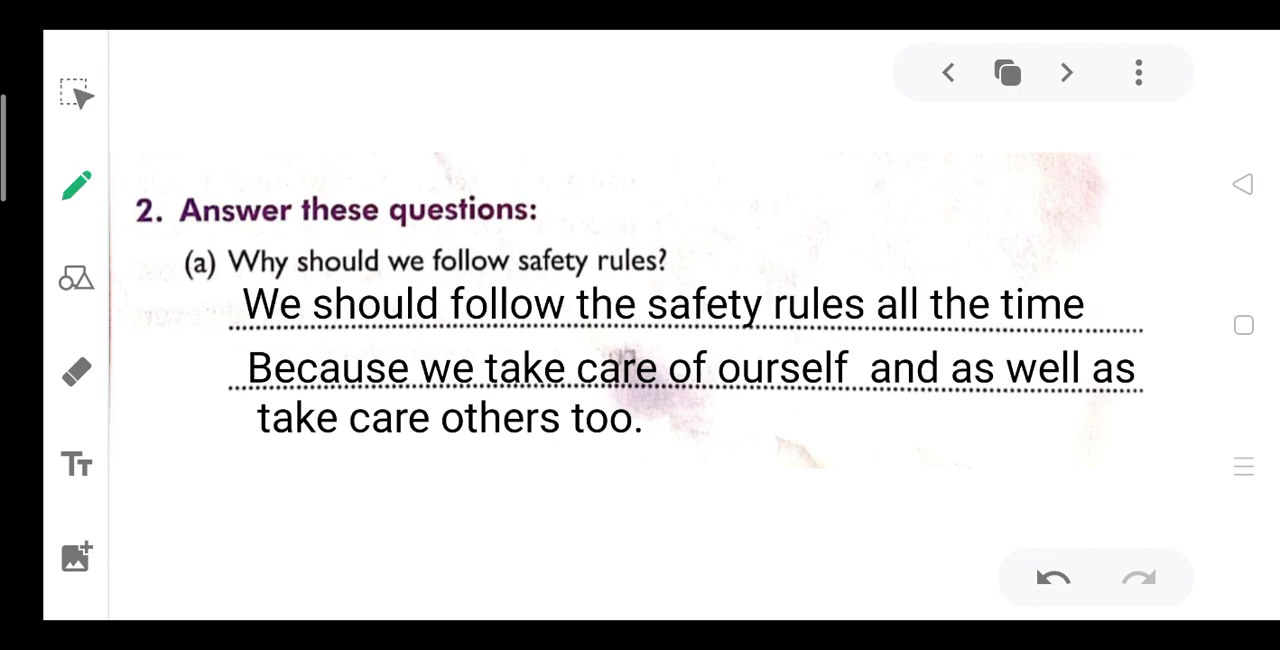 2. Answer these questions:
(a) Why should we follow safety rules?
We should follow the safety rules all the time
Because we take care of ourself and as well as
take care others too.
Tт